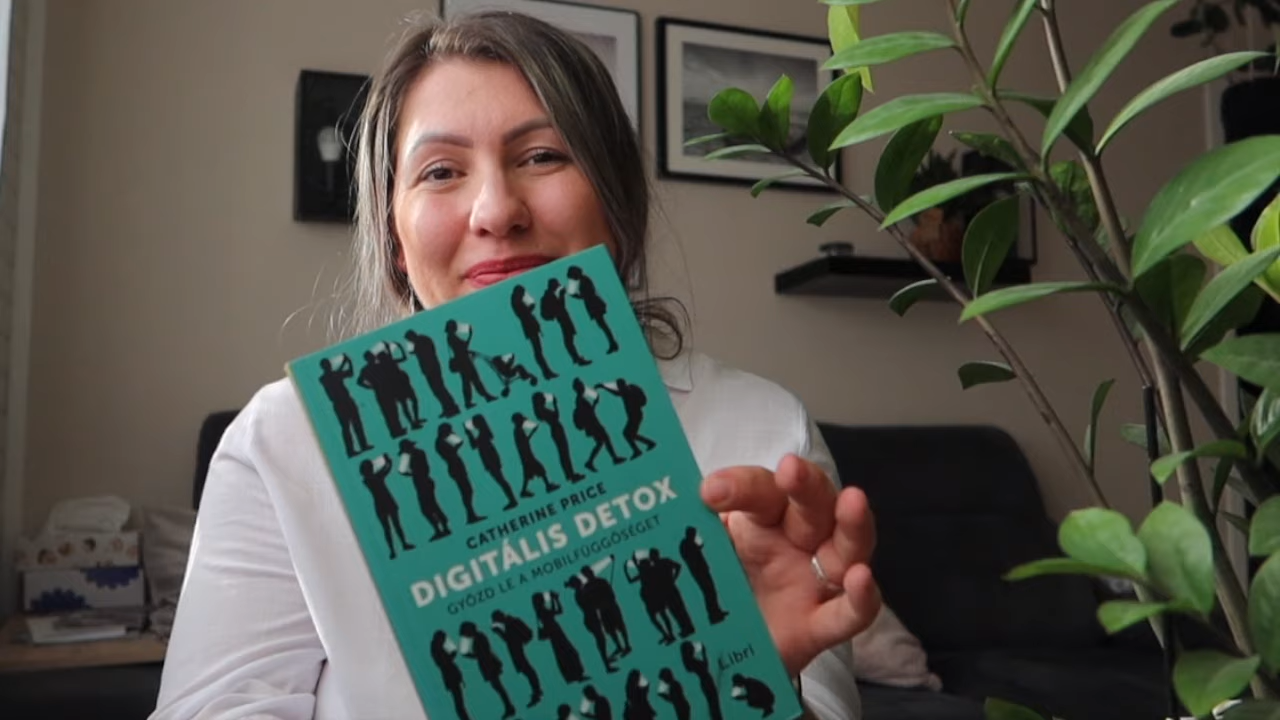 CATHERINE PRICE
DIGITÁLIS DETOX
GYŐZD LE A MOBILFÜGGŐSÉGET
Libri